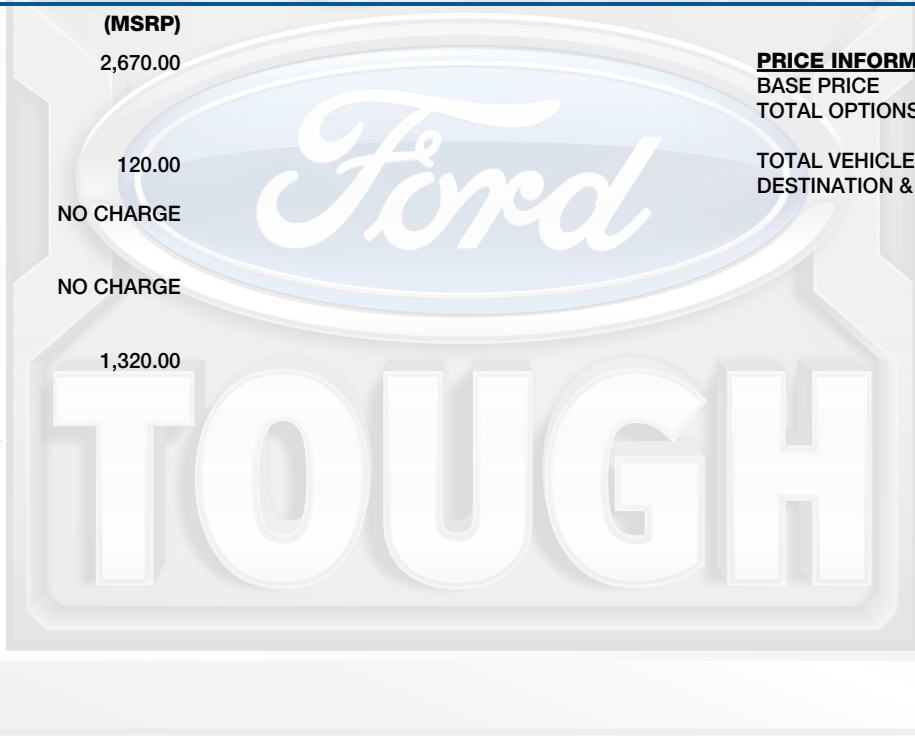 (MSRP)
2,670.00
120.00
NO CHARGE
NO CHARGE
1,320.00
PRICE INFORM
BASE PRICE
TOTAL OPTIONS
TOTAL VEHICLE
DESTINATION &
Ford
TOUGH